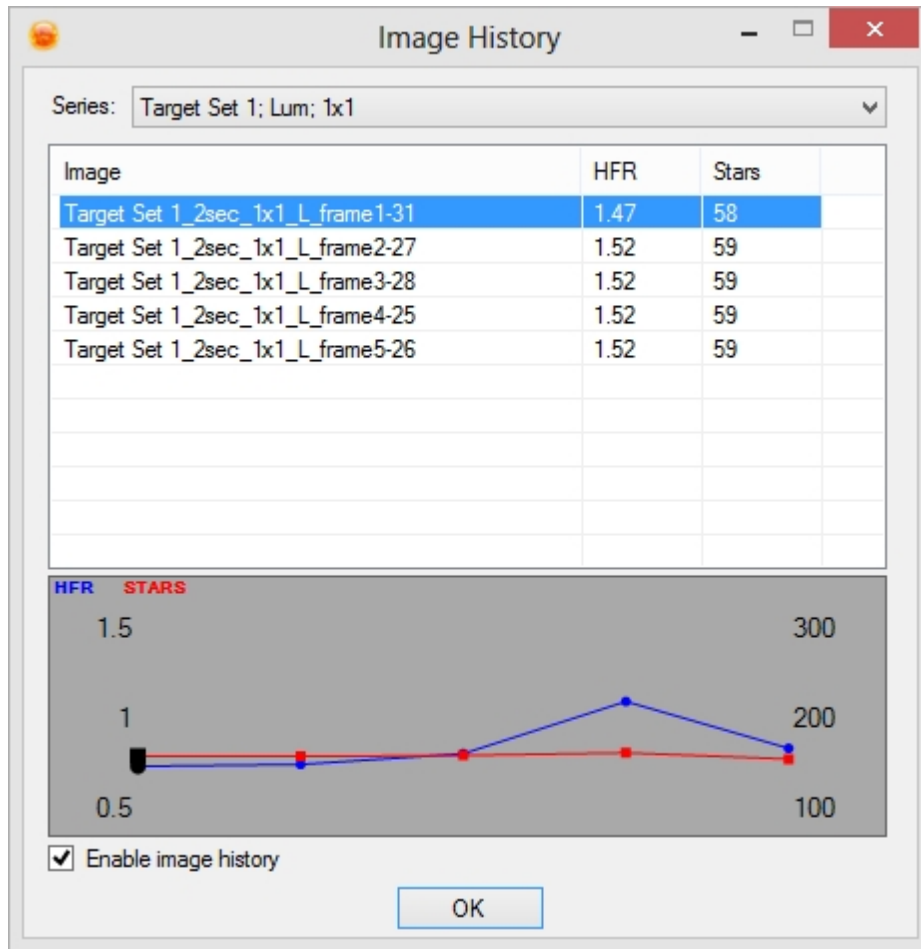 Image History
Series: Target Set 1; Lum; 1x1
Image HFR Stars
Target Set 1_2sec_1x1_L_frame1-31 1.47 58
Target Set 1_2sec_1x1_L_frame2-27 1.52 59
Target Set 1_2sec_1x1_L_frame3-28 1.52 59
Target Set 1_2sec_1x1_L_frame4-25 1.52 59
Target Set 1_2sec_1x1_L_frame5-26 1.52 59
HFR STARS
1.5 300
1 200
0.5 100
Enable image history
OK